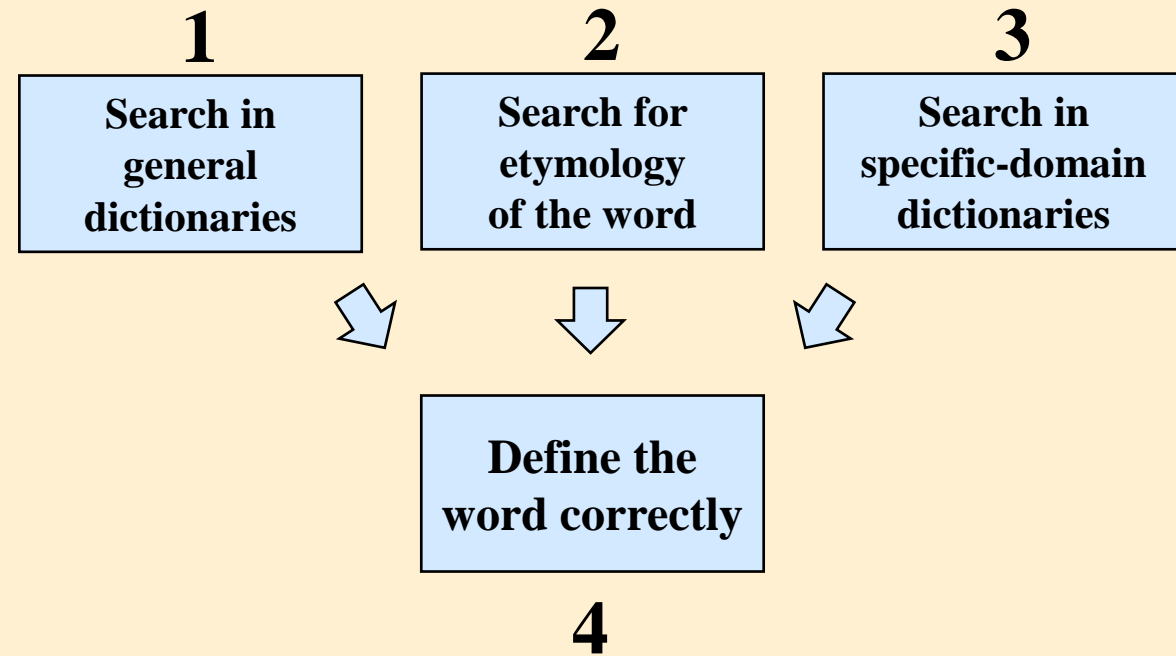 1
Search in
general
dictionaries
2
Search for
etymology
of the word
3
Search in
specific-domain
dictionaries
Define the
word correctly
4